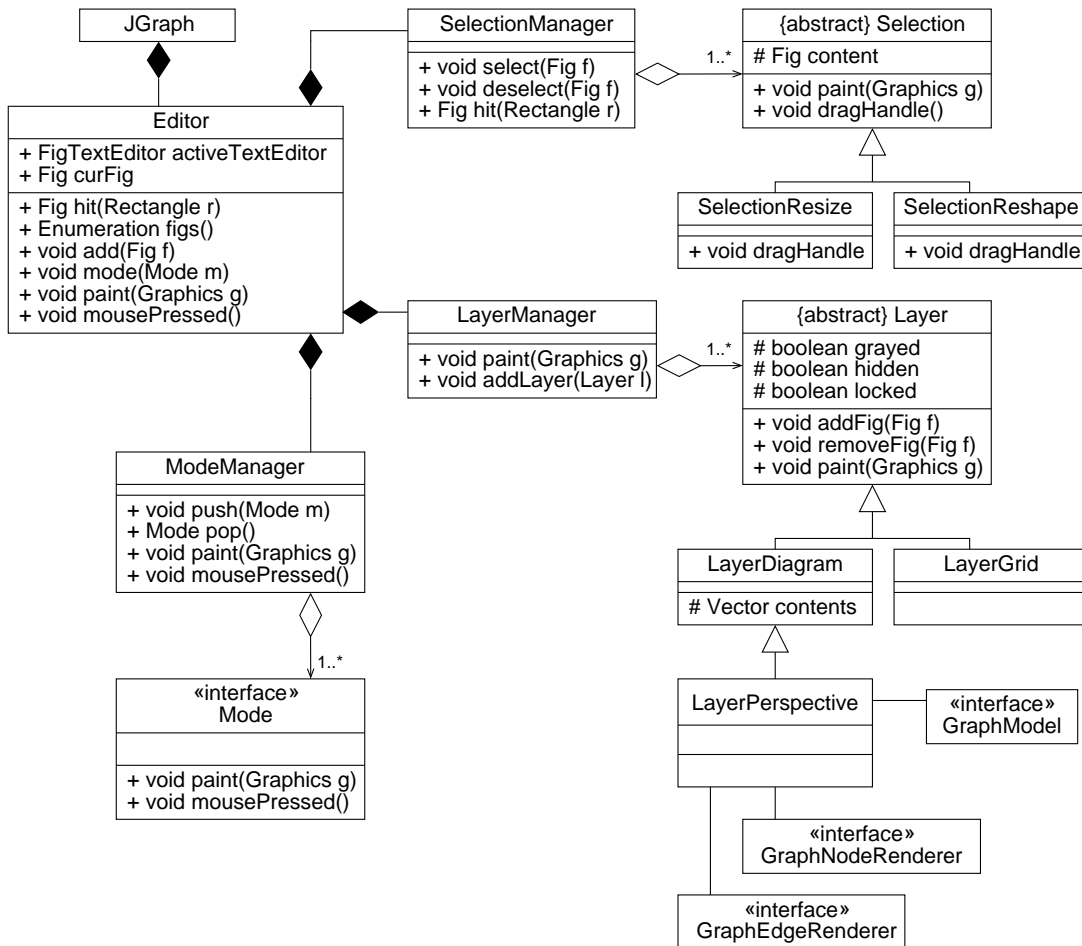 JGraph
SelectionManager
+ void select(Fig f)
+ void deselect(Fig f)
+ Fig hit(Rectangle r)
1..*
{abstract} Selection
# Fig content
+ void paint(Graphics g)
+ void dragHandle()
Editor
+ FigTextEditor activeTextEditor
+ Fig curFig
+ Fig hit(Rectangle r)
+ Enumeration figs()
+ void add(Fig f)
+ void mode(Mode m)
+ void paint(Graphics g)
+ void mousePressed()
SelectionResize
+ void dragHandle
SelectionReshape
+ void dragHandle
LayerManager
+ void paint(Graphics g)
+ void addLayer(Layer l)
1..*
{abstract} Layer
# boolean grayed
# boolean hidden
# boolean locked
+ void addFig(Fig f)
+ void removeFig(Fig f)
+ void paint(Graphics g)
ModeManager
+ void push(Mode m)
+ Mode pop()
+ void paint(Graphics g)
+ void mousePressed()
1..*
LayerDiagram
# Vector contents
LayerGrid
«interface»
Mode
+ void paint(Graphics g)
+ void mousePressed()
LayerPerspective
«interface»
GraphModel
«interface»
GraphNodeRenderer
«interface»
GraphEdgeRenderer